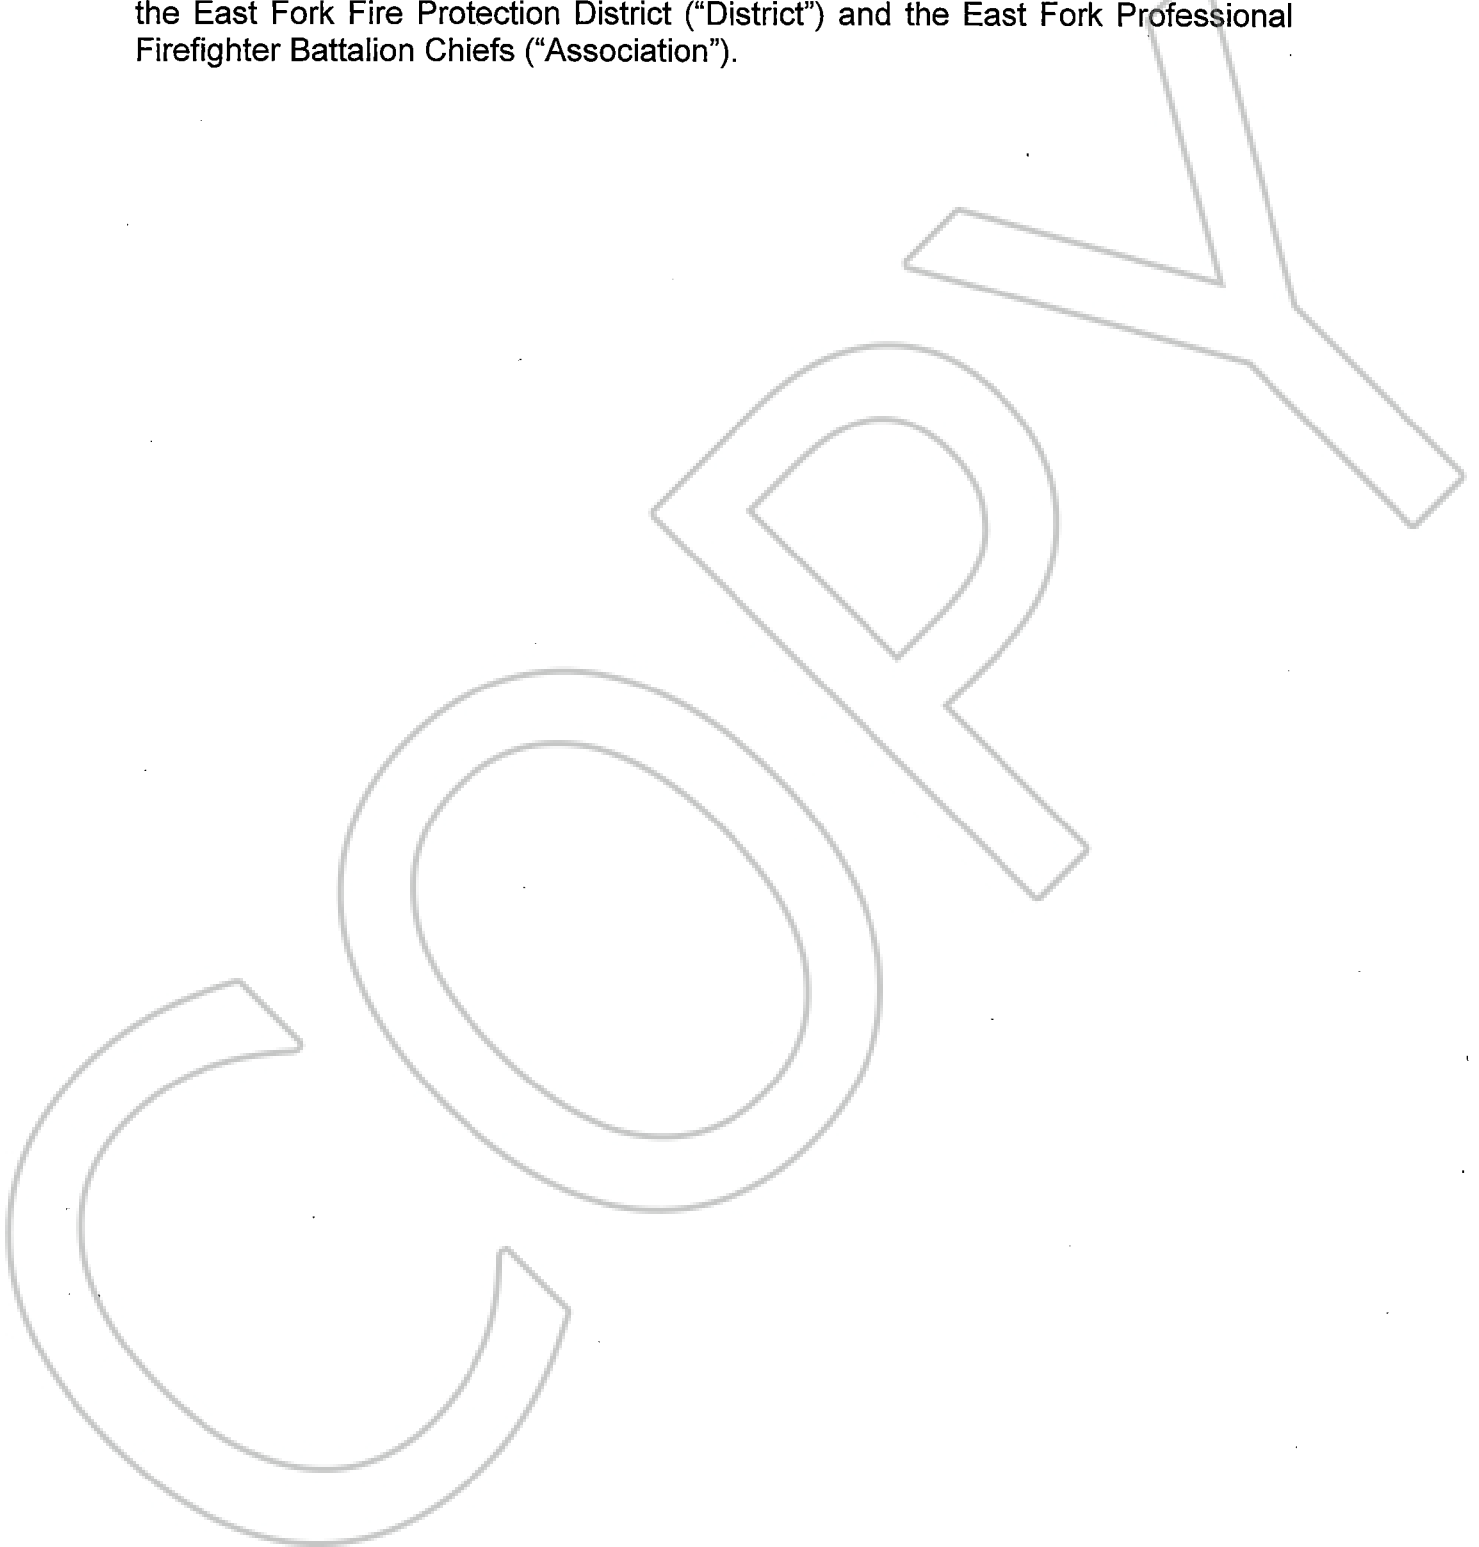 the East Fork Fire Protection District (“District”) and the East Fork Professional
Firefighter Battalion Chiefs (“Association”).
COPY